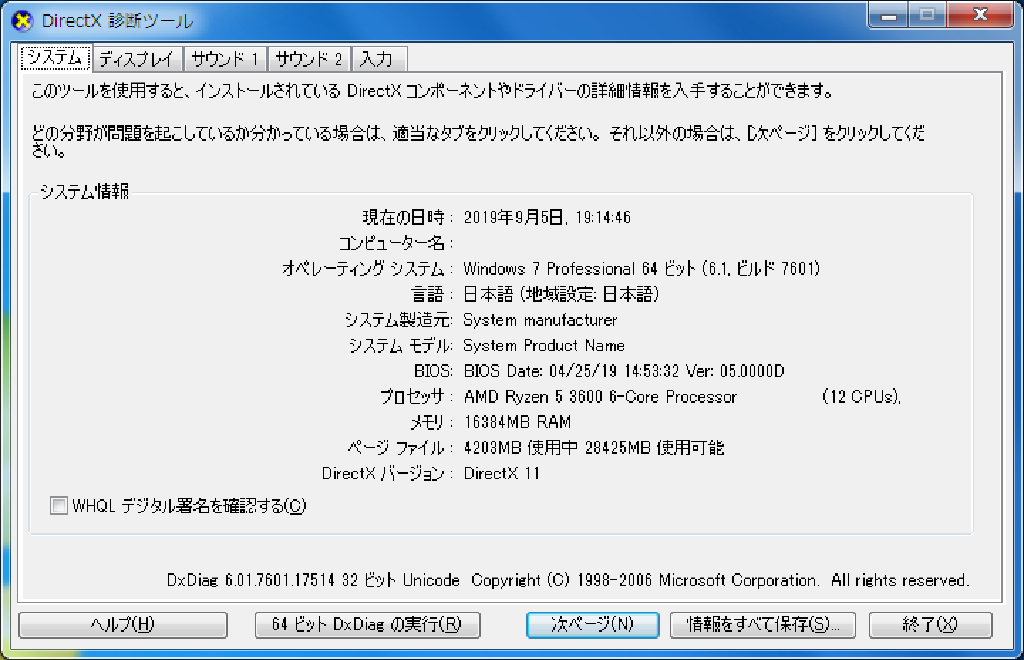 DirectX 診断ツール
システム ディスプレイ サウンド 1 サウンド 2 入力
このツールを使用すると、インストールされている DirectX コンポーネントやドライバーの詳細情報を入手することができます。
どの分野が問題を起こしているか分かっている場合は、適当なタブをクリックしてください。それ以外の場合は、[次ページ] をクリックしてくだ
さい。
システム情報
現在の日時: 2019年9月5日, 19:14:46
コンピューター名:
オペレーティング システム: Windows 7 Professional 64 ビット (6.1, ビルド 7601)
言語: 日本語 (地域設定: 日本語)
システム製造元: System manufacturer
システム モデル: System Product Name
BIOS: BIOS Date: 04/25/19 14:53:32 Ver: 05.0000D
プロセッサ: AMD Ryzen 5 3600 6-Core Processor (12 CPUs),
メモリ: 16384MB RAM
ページ ファイル: 4203MB 使用中 28425MB 使用可能
DirectX バージョン: DirectX 11
WHQL デジタル署名を確認する(C)
DxDiag 6.01.7601.17514 32 ビット Unicode Copyright (C) 1998-2006 Microsoft Corporation. All rights reserved.
ヘルプ(H) 64 ビット DxDiag の実行(R) 次ページ(N) 情報をすべて保存(S)... 終了(X)